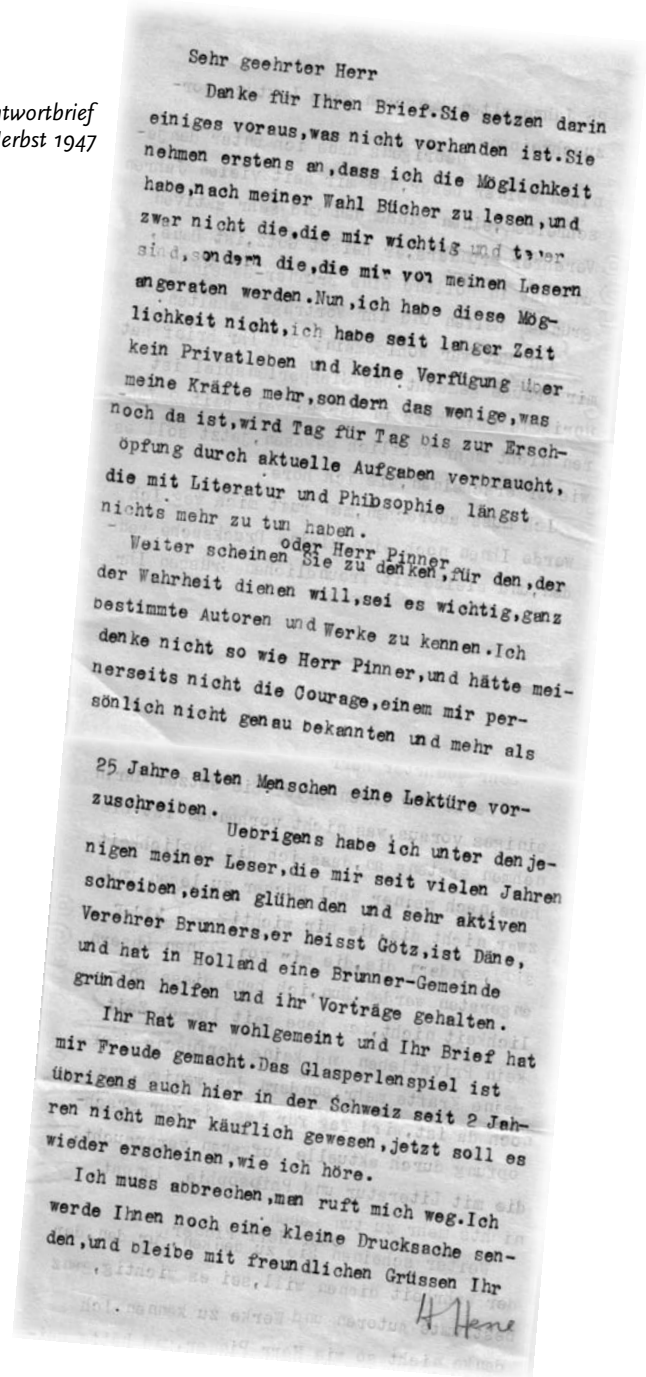 ntwortbrief
erbst 1947
Sehr geehrter Herr
Danke für Ihren Brief.Sie setzen darin
einiges voraus,was nicht vorhanden ist.Sie
nehmen erstens an,dass ich die Möglichkeit
habe,nach meiner Wahl Bücher zu lesen,und
zwar nicht die,die mir wichtig und teuer
sind,sondern die,die mir von meinen Lesern
angeraten werden.Nun,ich habe diese Mög-
lichkeit nicht,ich habe seit langer Zeit
kein Privatleben und keine Verfügung über
meine Kräfte mehr,sondern das wenige,was
noch da ist,wird Tag für Tag bis zur Ersch-
öpfung durch aktuelle Aufgaben verbraucht,
die mit Literatur und Philosophie längst
nichts mehr zu tun haben.
oder Herr Pinner
Weiter scheinen Sie zu denken,für den,der
der Wahrheit dienen will,sei es wichtig,ganz
bestimmte Autoren und Werke zu kennen.Ich
denke nicht so wie Herr Pinner,und hätte mei-
nerseits nicht die Courage,einem mir per-
sönlich nicht genau bekannten und mehr als
25 Jahre alten Menschen eine Lektüre vor-
zuschreiben.
Uebrigens habe ich unter denje-
nigen meiner Leser,die mir seit vielen Jahren
schreiben,einen glühenden und sehr aktiven
Verehrer Brunners,er heisst Götz,ist Däne,
und hat in Holland eine Brunner-Gemeinde
gründen helfen und ihr Vorträge gehalten.
Ihr Rat war wohlgemeint und Ihr Brief hat
mir Freude gemacht.Das Glasperlenspiel ist
übrigens auch hier in der Schweiz seit 2 Jah-
ren nicht mehr käuflich gewesen,jetzt soll es
wieder erscheinen,wie ich höre.
Ich muss abbrechen,man ruft mich weg.Ich
werde Ihnen noch eine kleine Drucksache sen-
den,und bleibe mit freundlichen Grüssen Ihr
H Hesse